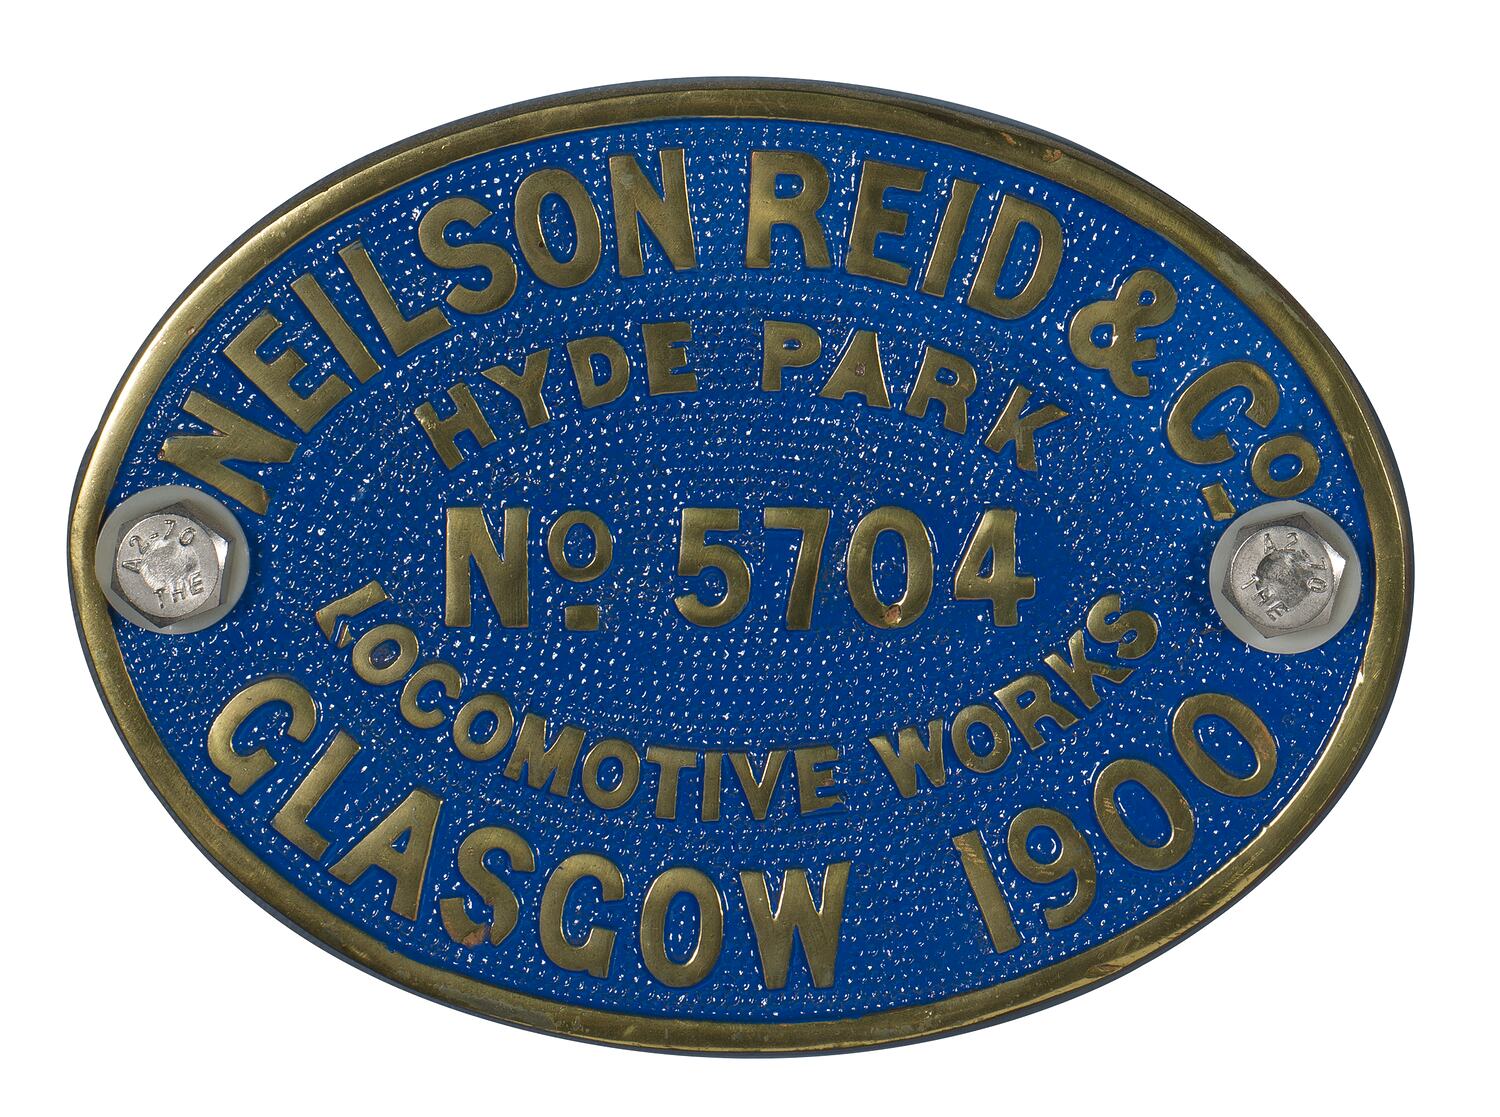 NEILSON REID & Co.
HYDE PARK
No. 5704
LOCOMOTIVE WORKS
GLASGOW 1900
A2-70
THE
A2-70
THE